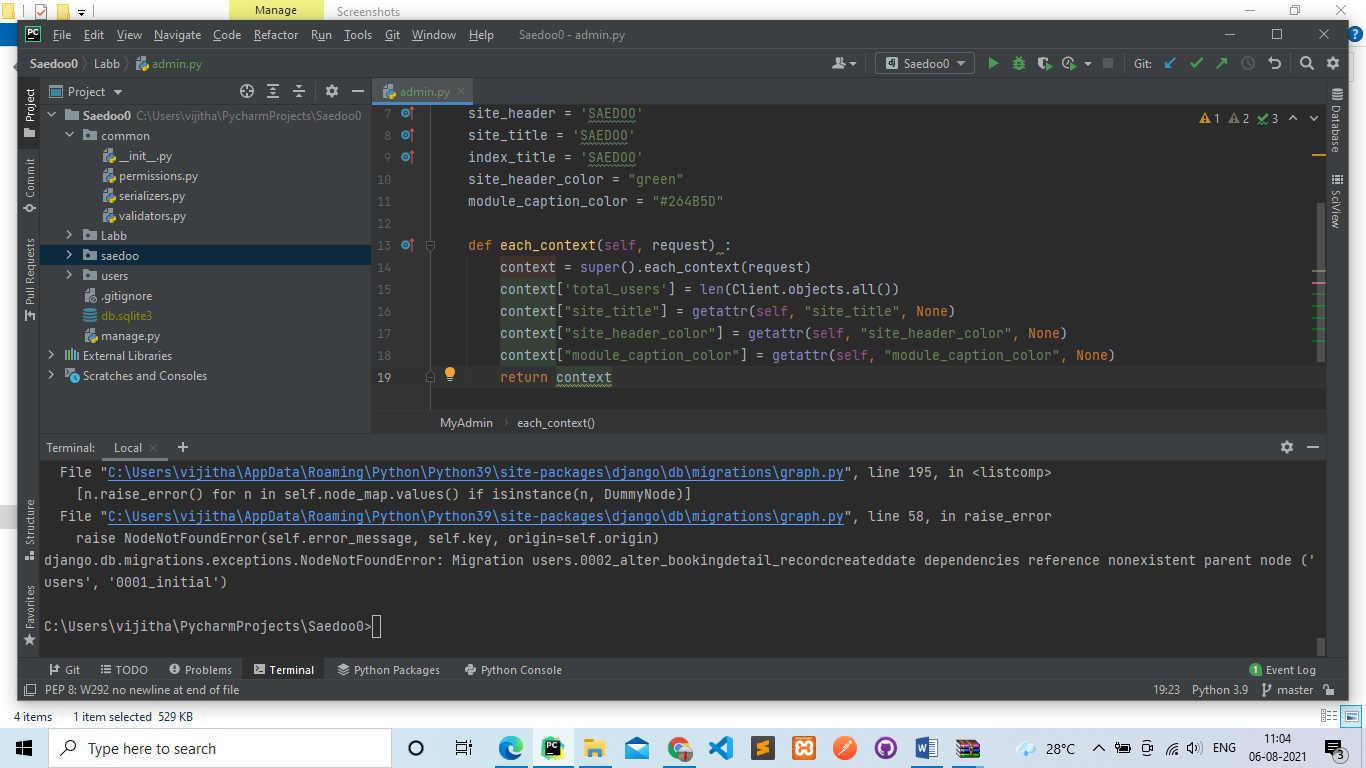 Manage
Screenshots
PC File Edit View Navigate Code Refactor Run Tools Git Window Help Saedoo0 - admin.py
Saedoo0 Labb admin.py
dj Saedoo0
Git:
Project
admin.py
Saedoo0 C:\Users\vijitha\PycharmProjects\Saedoo0
common
__init__.py
permissions.py
serializers.py
validators.py
Labb
saedoo
users
.gitignore
db.sqlite3
manage.py
External Libraries
Scratches and Consoles
Project
Commit
Pull Requests
Structure
Favorites
1 2 3
7 site_header = 'SAEDOO'
8 site_title = 'SAEDOO'
9 index_title = 'SAEDOO'
10 site_header_color = "green"
11 module_caption_color = "#264B5D"
12
13 def each_context(self, request) :
14 context = super().each_context(request)
15 context['total_users'] = len(Client.objects.all())
16 context["site_title"] = getattr(self, "site_title", None)
17 context["site_header_color"] = getattr(self, "site_header_color", None)
18 context["module_caption_color"] = getattr(self, "module_caption_color", None)
19 return context
MyAdmin each_context()
Database
SciView
Terminal: Local
File "C:\Users\vijitha\AppData\Roaming\Python\Python39\site-packages\django\db\migrations\graph.py", line 195, in <listcomp>
[n.raise_error() for n in self.node_map.values() if isinstance(n, DummyNode)]
File "C:\Users\vijitha\AppData\Roaming\Python\Python39\site-packages\django\db\migrations\graph.py", line 58, in raise_error
raise NodeNotFoundError(self.error_message, self.key, origin=self.origin)
django.db.migrations.exceptions.NodeNotFoundError: Migration users.0002_alter_bookingdetail_recordcreateddate dependencies reference nonexistent parent node ('
users', '0001_initial')
C:\Users\vijitha\PycharmProjects\Saedoo0>
Git TODO Problems Terminal Python Packages Python Console 1 Event Log
PEP 8: W292 no newline at end of file 19:23 Python 3.9 master
4 items 1 item selected 529 KB
Type here to search
28°C ENG
11:04
06-08-2021
3